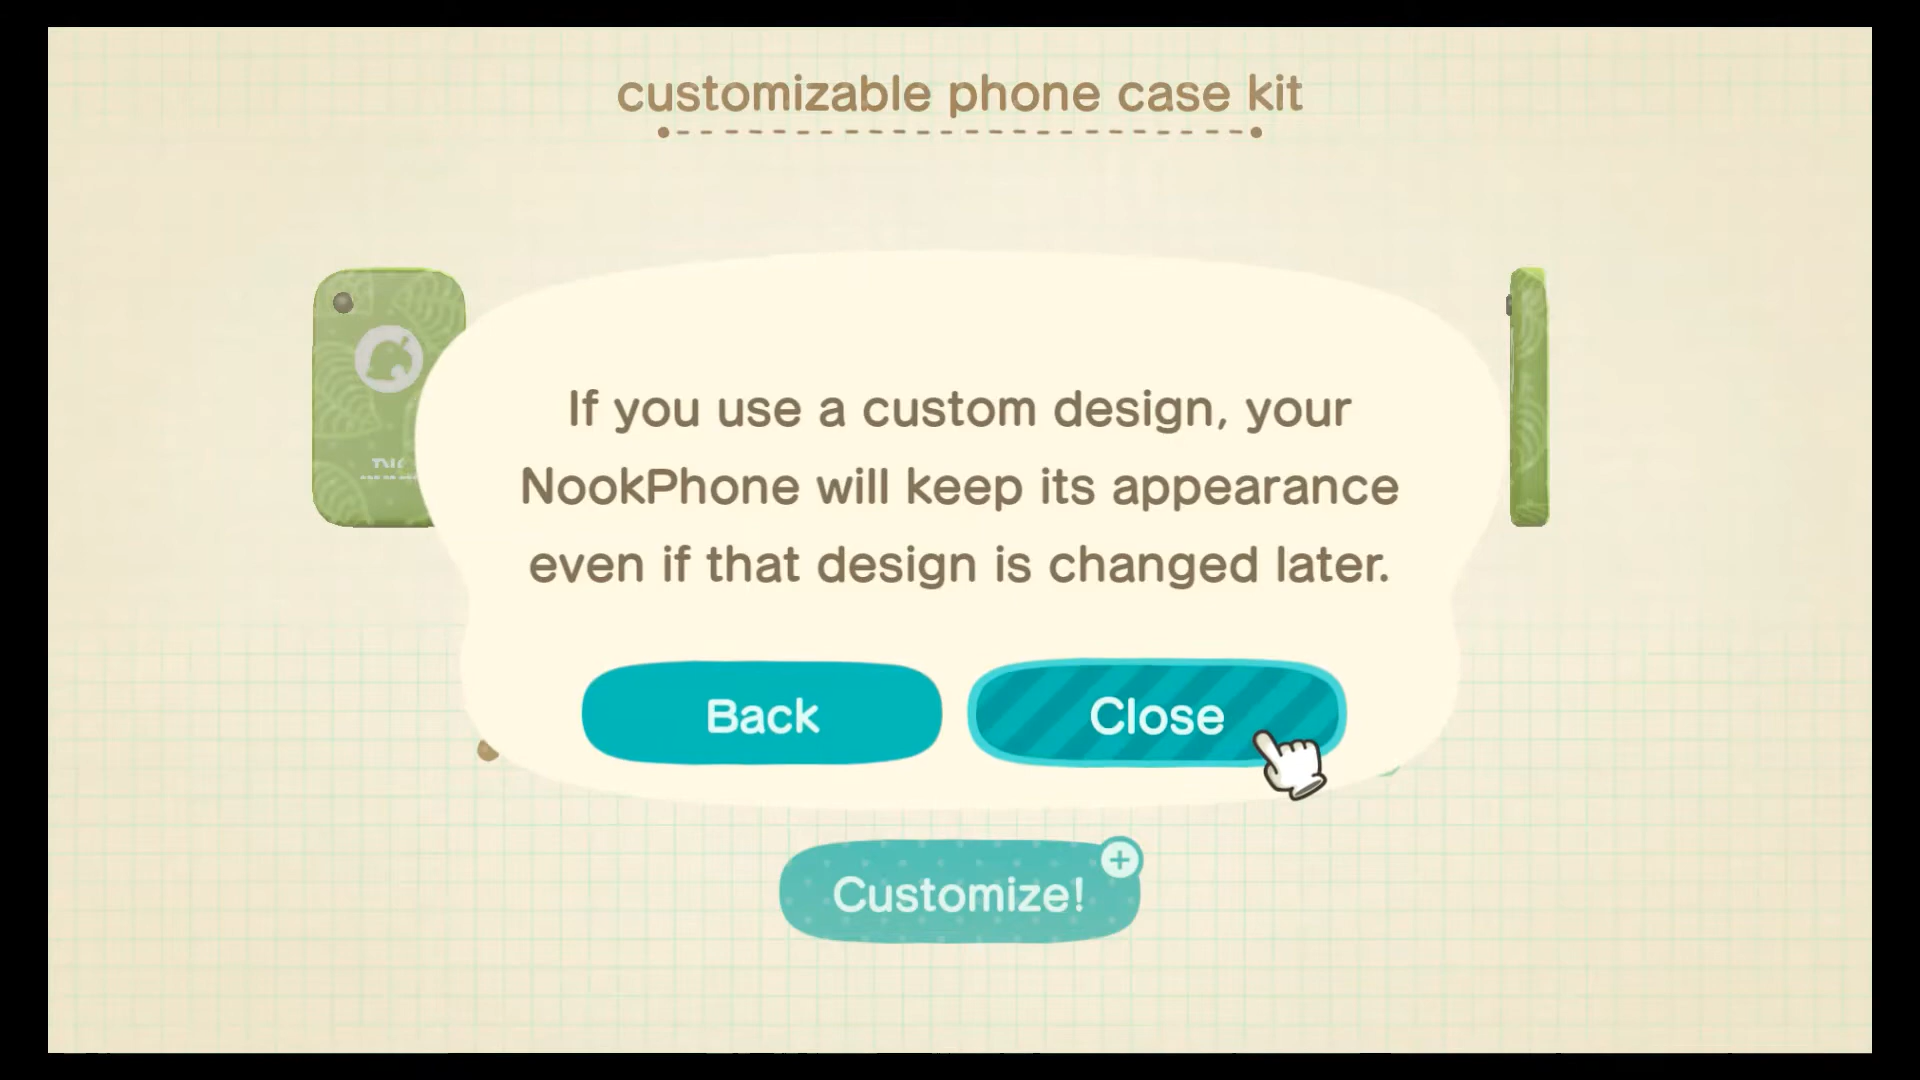 customizable phone case kit
If you use a custom design, your
NookPhone will keep its appearance
even if that design is changed later.
Back
Close
Customize!